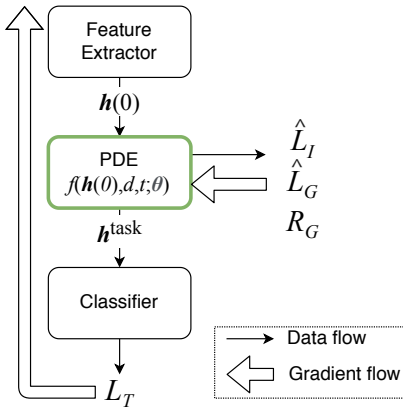 Feature
Extractor
h(0)
PDE
f(h(0),d,t;θ)
L̂_I
L̂_G
R_G
h^task
Classifier
L_T
Data flow
Gradient flow